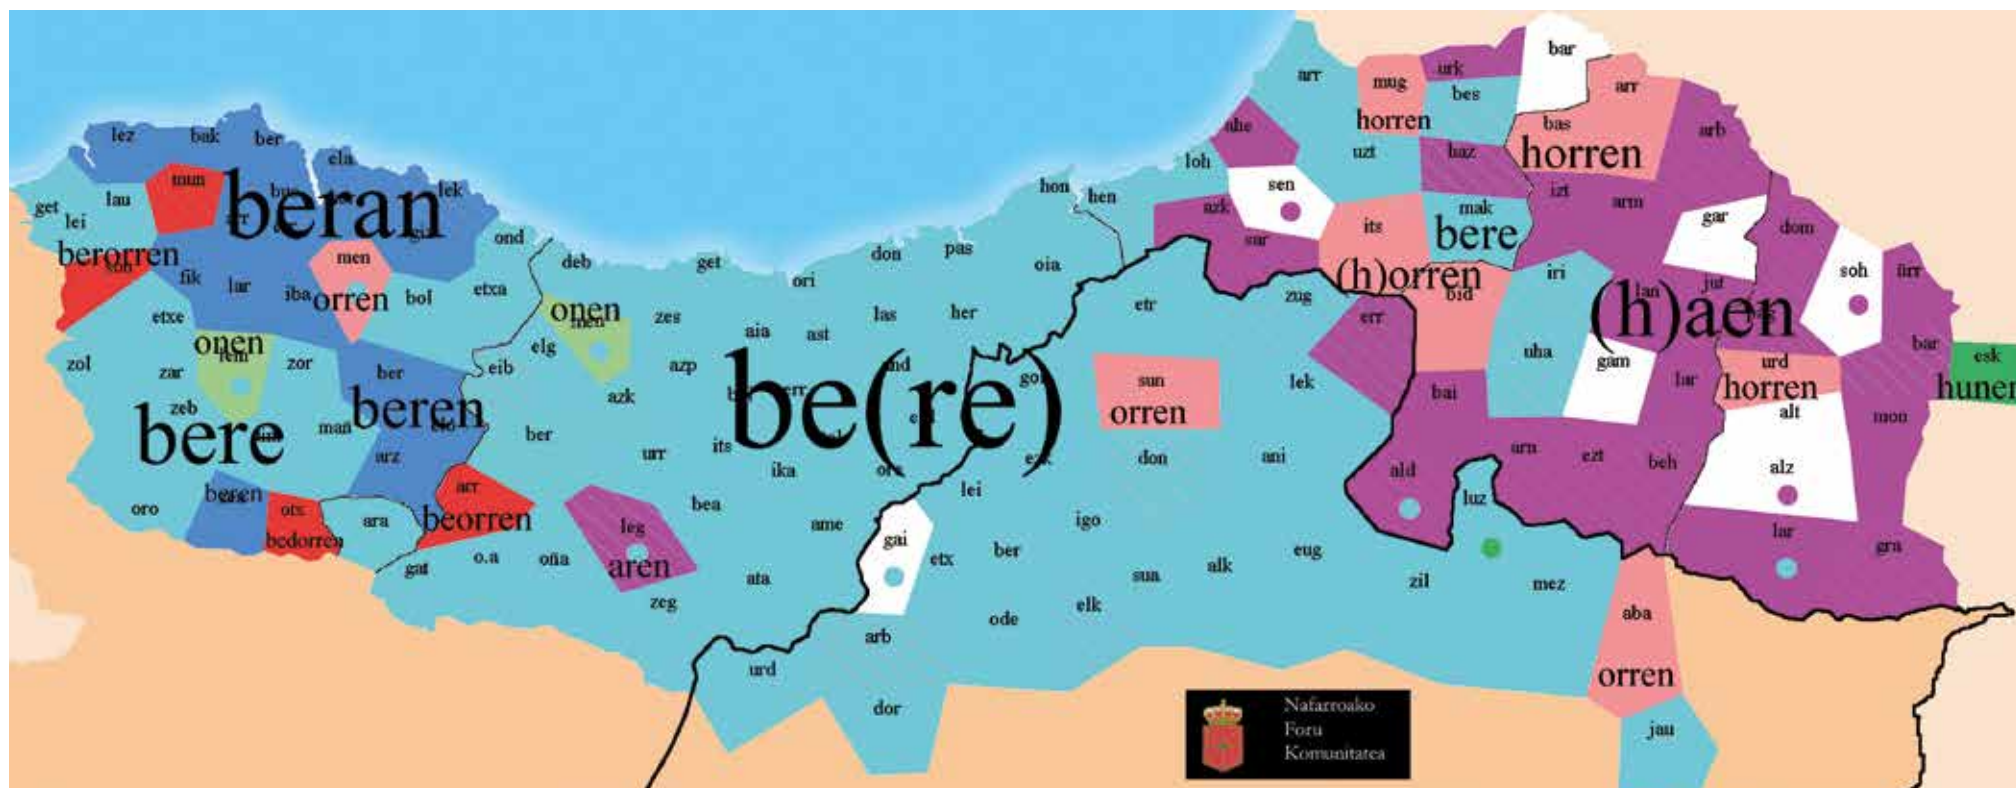 lez
bak
ber
ela
lek
mun
lau
get
lei
beran
berorren
fik
lar
iba
men
orren
bol
ond
etxa
etxe
onen
zol
zar
zor
zeb
bere
man
ber
beren
arz
oro
beren
otx
bedorren
ara
arr
beorren
gat
o.a
oña
deb
onen
elg
eib
get
ori
zes
aia
ast
azp
azk
ber
urr
its
ika
bea
leg
aren
zeg
ata
ame
don
pas
las
her
oia
hon
hen
be(re)
lei
gai
etx
ber
igo
ode
elk
sun
alk
eug
arb
urd
dor
etr
zug
sun
orren
don
ani
lek
err
loh
ahe
azk
sen
sar
arr
mug
horren
urk
bes
uzt
haz
its
mak
bere
(h)orren
bid
bar
arr
bas
horren
arb
izt
arm
gar
iri
lan
jut
(h)aen
uha
gam
lar
bai
ald
luz
arn
ezt
beh
zil
mez
aba
orren
jau
dom
soh
ürr
bar
esk
huner
urd
horren
alt
alz
mon
lar
gra
Nafarroako
Foru
Komunitatea